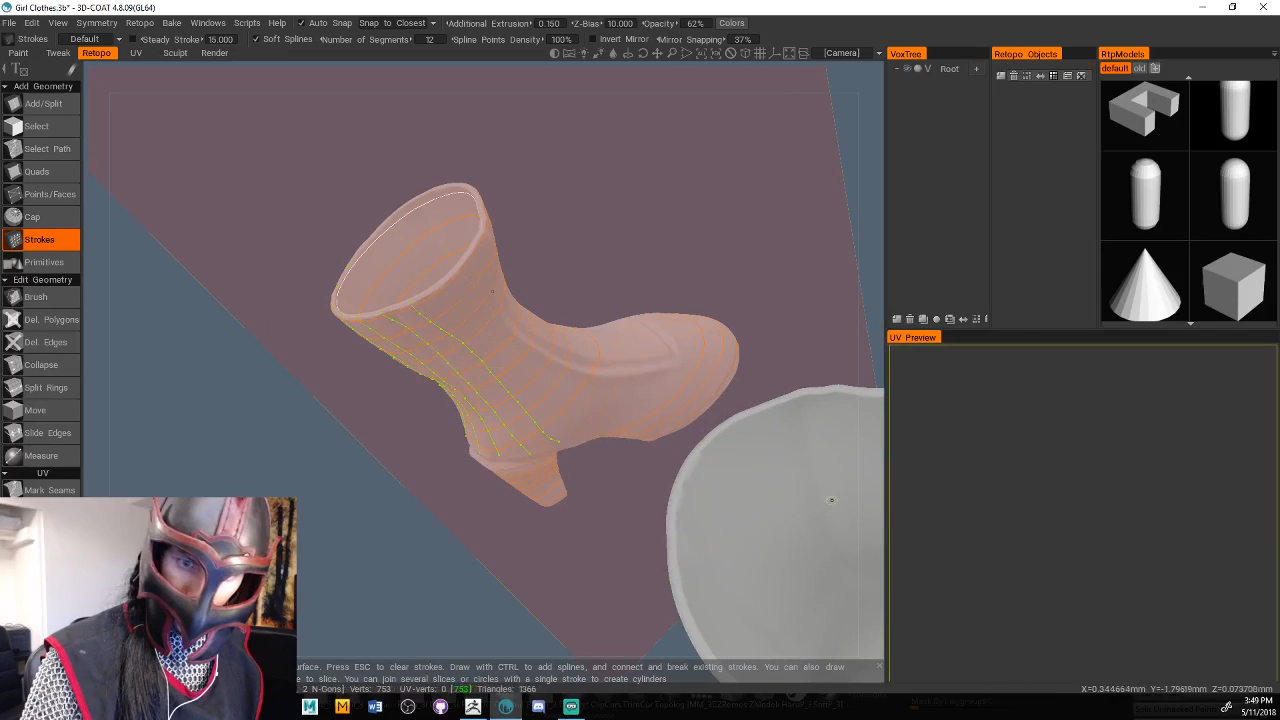 Girl Clothes.3b* - 3D-COAT 4.8.09(GL64)
File Edit View Tweak Symmetry Retopo Bake Windows Scripts Help Auto Snap Snap to Closest Additional Extrusion 0.150 Z-Bias 10.000 Opacity 62% Colors
Strokes Default Steady Stroke 15.000 Soft Splines Number of Segments 12 Spline Points Density 100% Invert Mirror Mirror Snapping 37%
Paint Tweak Retopo UV Sculpt Render [Camera] VoxTree Retopo Objects RtpModels
V Root + default old
Add Geometry
Add/Split
Select
Select Path
Quads
Points/Faces
Cap
Strokes
Primitives
Edit Geometry
Brush
Del. Polygons
Del. Edges
Collapse
Split Rings
Move
Slide Edges
Measure
UV
Mark Seams
UV Preview
urface. Press ESC to clear strokes. Draw with CTRL to add splines, and connect and break existing strokes. You can also draw
to slice. You can join several slices or circles with a single stroke to create cylinders
2 N-Gons) Verts: 753 UV-verts: 0 [753] Triangles: 1366 X=0.344664mm Y=-1.79619mm Z=0.073708mm
3:49 PM
5/11/2018